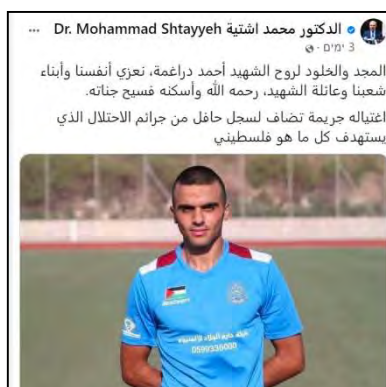 الدكتور محمد اشتية Dr. Mohammad Shtayyeh
3 ימים
المجد والخلود لروح الشهيد أحمد دراغمة، نعزي أنفسنا وأبناء
شعبنا وعائلة الشهيد، رحمه الله وأسكنه فسيح جناته.
اغتياله جريمة تضاف لسجل حافل من جرائم الاحتلال الذي
يستهدف كل ما هو فلسطيني
0599336000